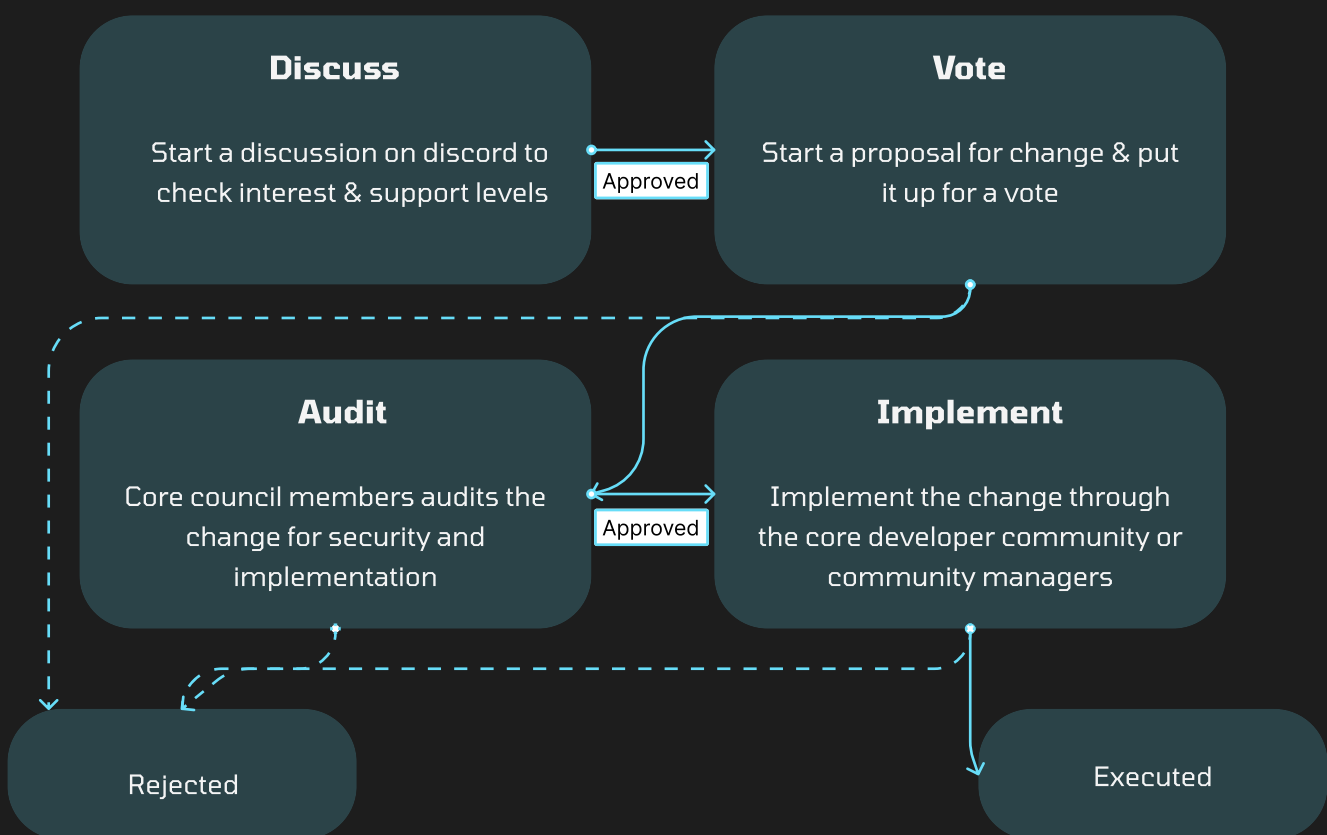 Discuss
Start a discussion on discord to
check interest & support levels
Approved
Vote
Start a proposal for change & put
it up for a vote
Audit
Core council members audits the
change for security and
implementation
Approved
Implement
Implement the change through
the core developer community or
community managers
Rejected
Executed